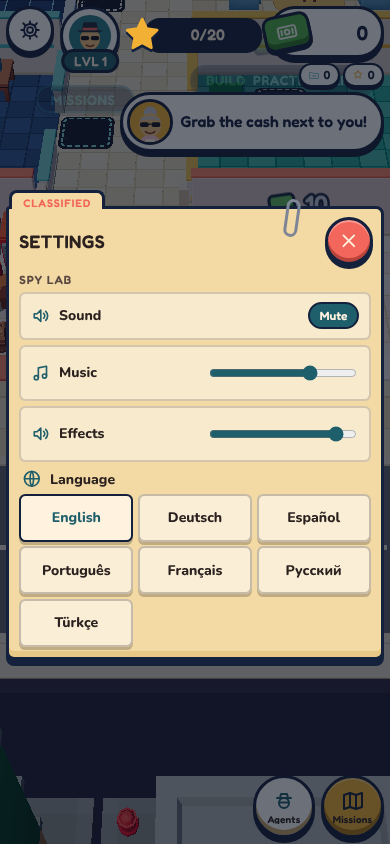 0/20
0
LVL 1
BUILD PRACT
0
0
MISSIONS
Grab the cash next to you!
10
CLASSIFIED
SETTINGS
SPY LAB
Sound
Mute
Music
Effects
Language
English
Deutsch
Español
Português
Français
Русский
Türkçe
Agents
Missions